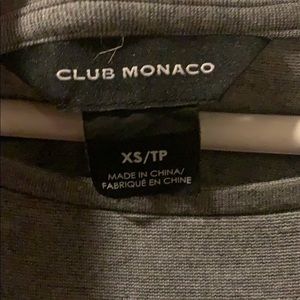 CLUB MONACO
XS/TP
MADE IN CHINA/
FABRIQUÉ EN CHINE